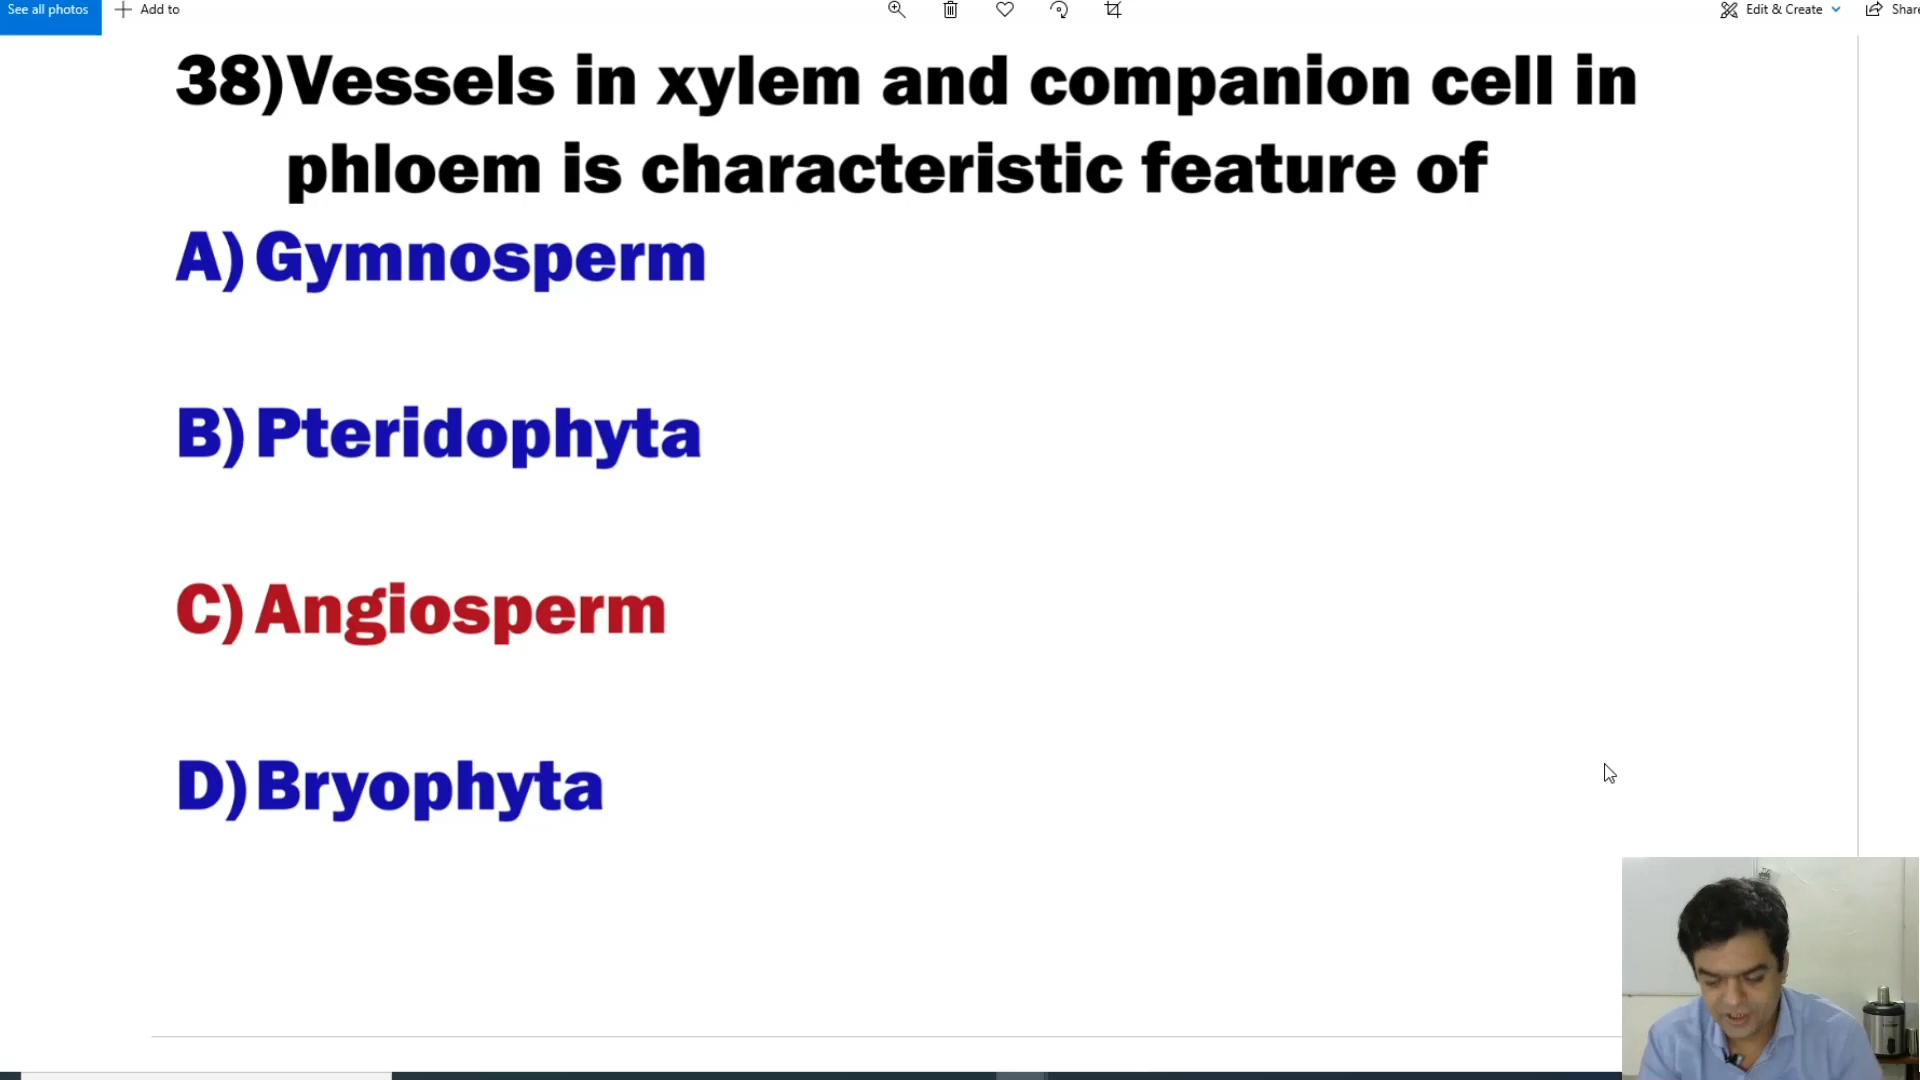 See all photos
Add to
Edit & Create
Share
38)Vessels in xylem and companion cell in
phloem is characteristic feature of
A) Gymnosperm
B) Pteridophyta
C) Angiosperm
D) Bryophyta